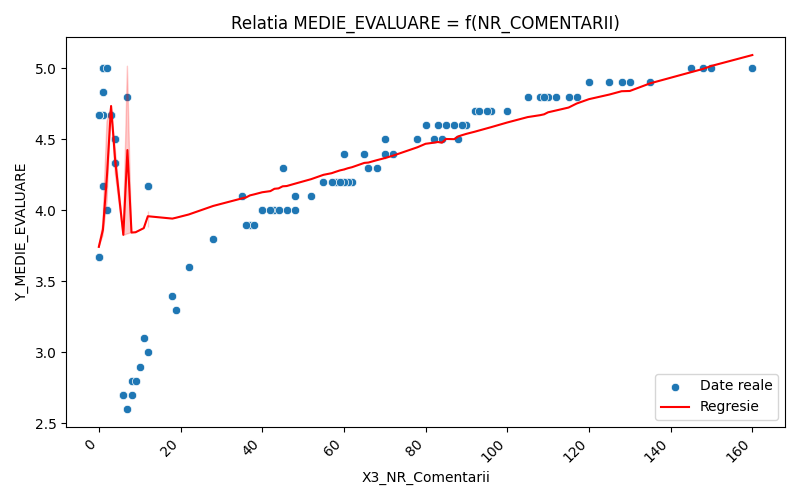 Relatia MEDIE_EVALUARE = f(NR_COMENTARII)
5.0
4.5
4.0
3.5
3.0
2.5
Y_MEDIE_EVALUARE
Date reale
Regresie
0 20 40 60 80 100 120 140 160
X3_NR_Comentarii